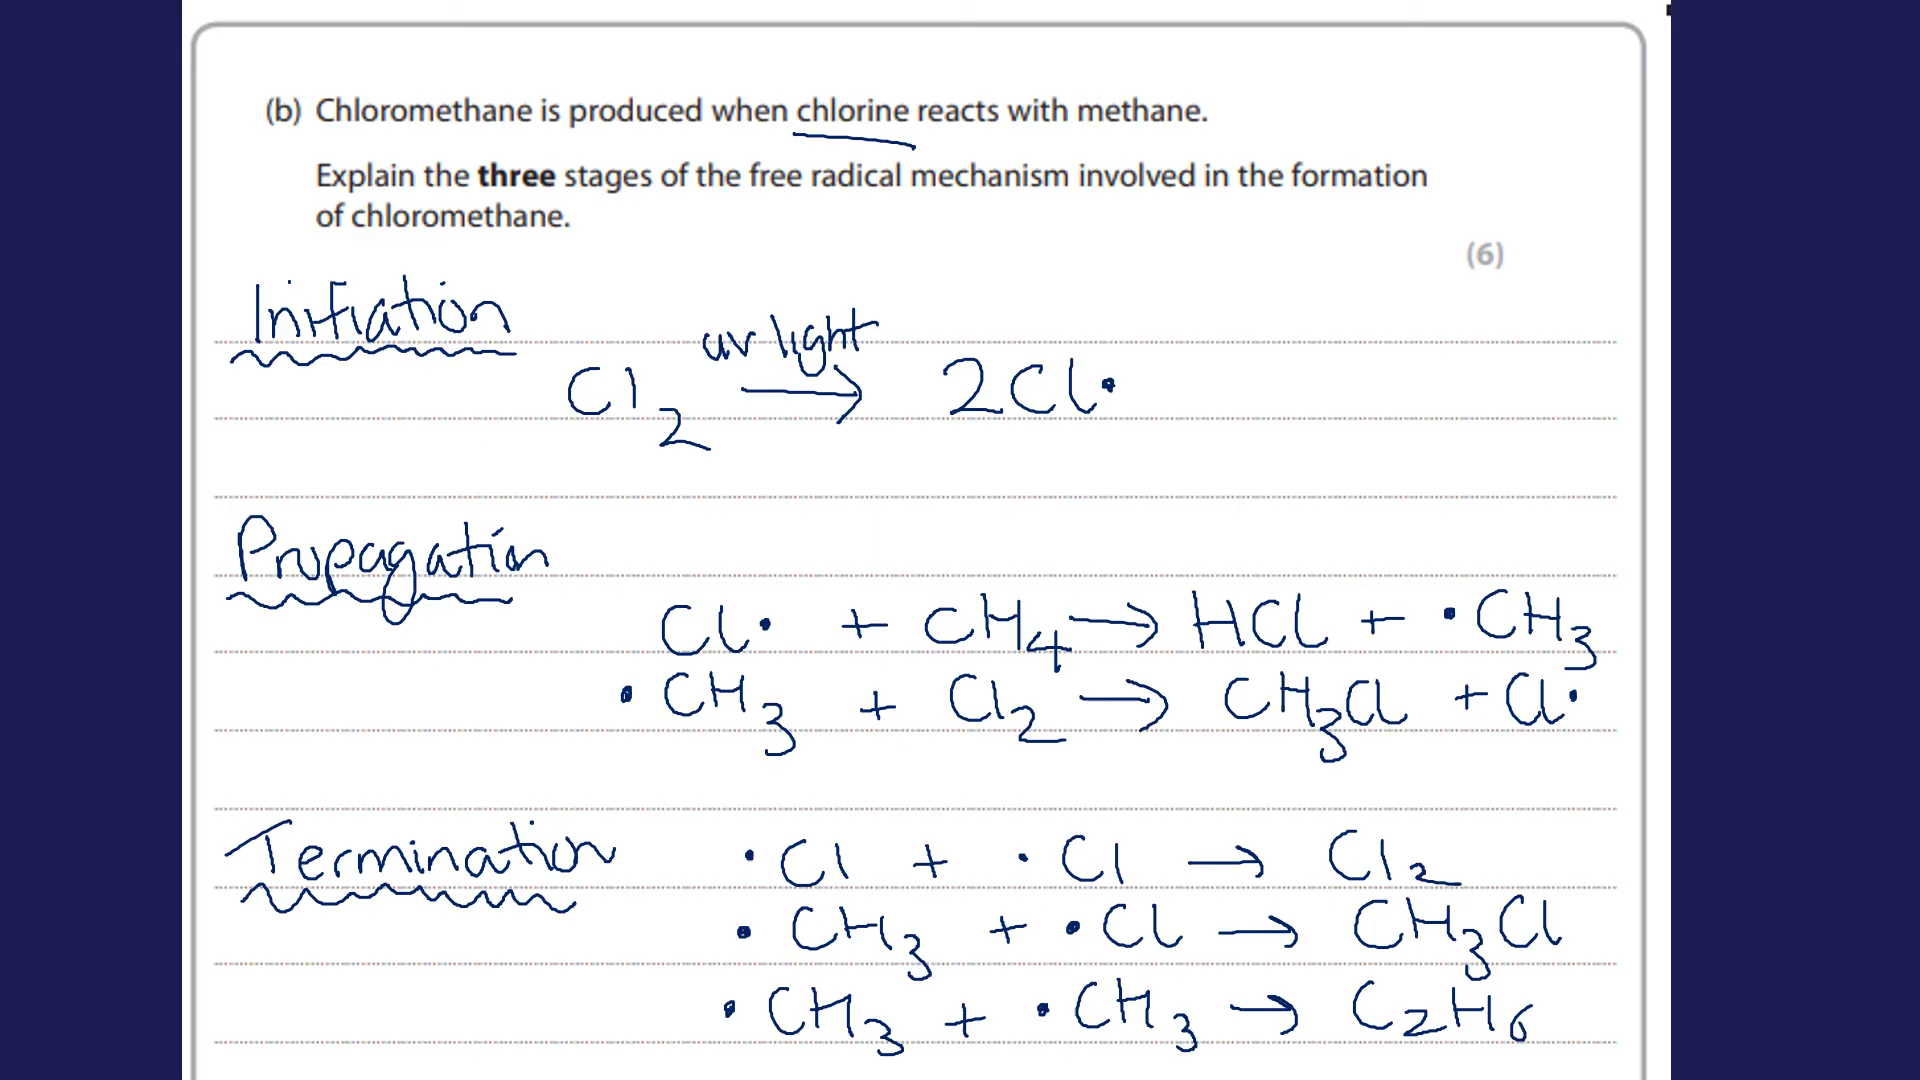 (b) Chloromethane is produced when chlorine reacts with methane.
Explain the three stages of the free radical mechanism involved in the formation
of chloromethane.
(6)
Initiation
Cl₂ uv light → 2Cl•
Propagation
Cl• + CH₄ → HCl + •CH₃
•CH₃ + Cl₂ → CH₃Cl + Cl•
Termination
•Cl + •Cl → Cl₂
•CH₃ + •Cl → CH₃Cl
•CH₃ + •CH₃ → C₂H₆